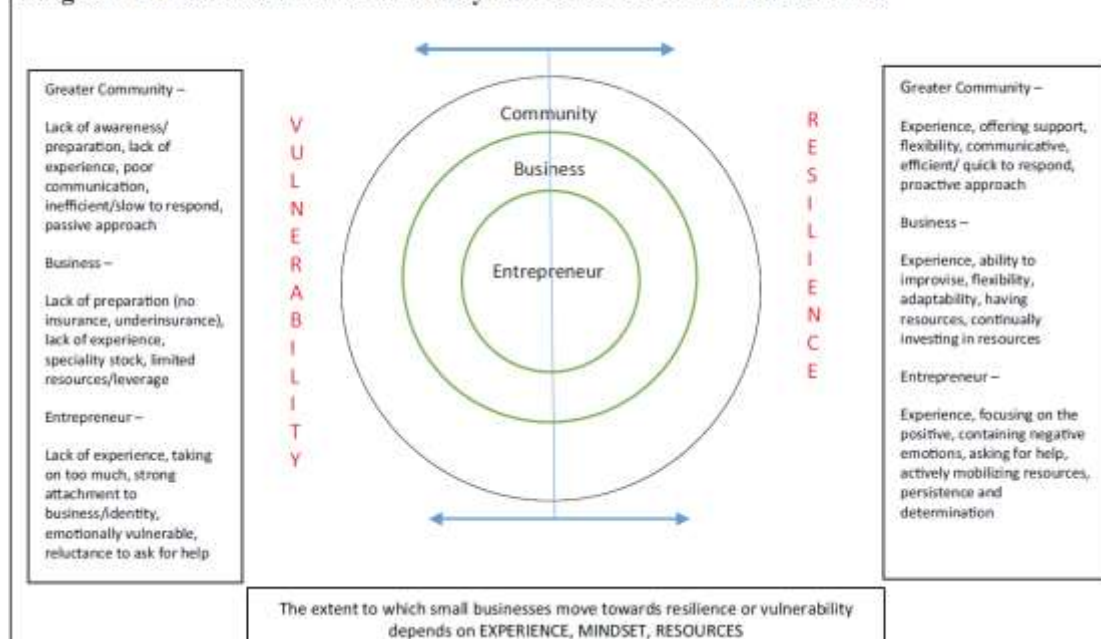 Greater Community –
Lack of awareness/
preparation, lack of
experience, poor
communication,
inefficient/slow to respond,
passive approach
Business –
Lack of preparation (no
insurance, underinsurance),
lack of experience,
speciality stock, limited
resources/leverage
Entrepreneur –
Lack of experience, taking
on too much, strong
attachment to
business/identity,
emotionally vulnerable,
reluctance to ask for help
VULNERABILITY
Community
Business
Entrepreneur
RESILIENCE
Greater Community –
Experience, offering support,
flexibility, communicative,
efficient/ quick to respond,
proactive approach
Business –
Experience, ability to
improvise, flexibility,
adaptability, having
resources, continually
investing in resources
Entrepreneur –
Experience, focusing on the
positive, containing negative
emotions, asking for help,
actively mobilizing resources,
persistence and
determination
The extent to which small businesses move towards resilience or vulnerability
depends on EXPERIENCE, MINDSET, RESOURCES